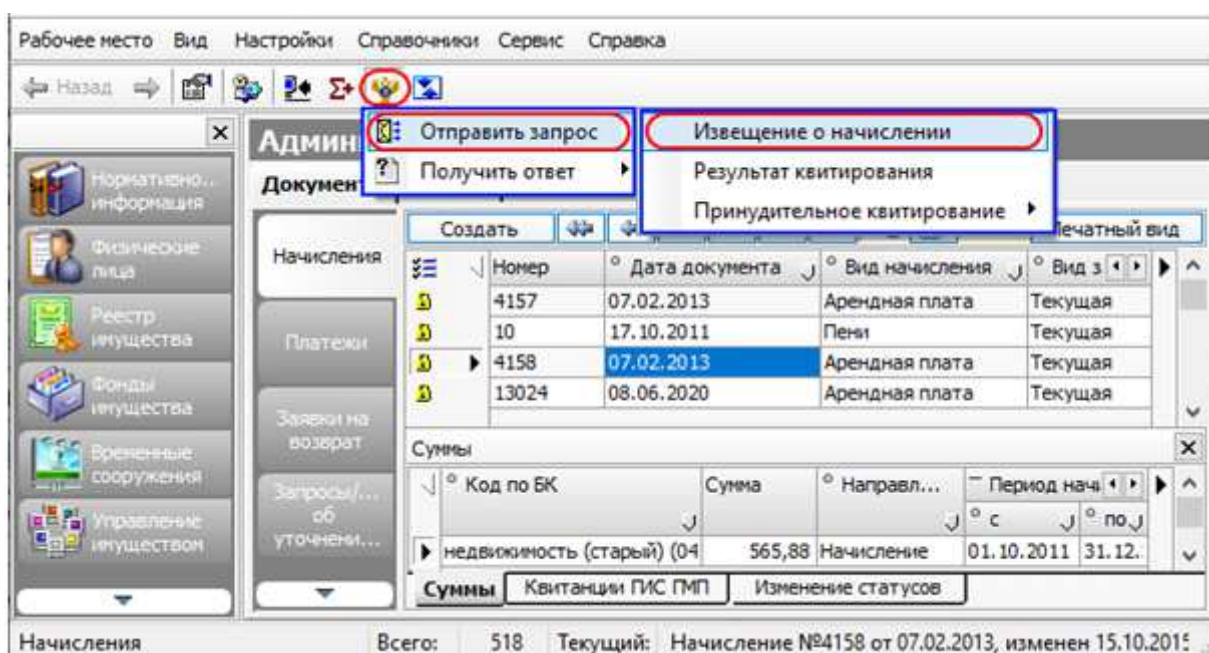 Рабочее место Вид Настройки Справочники Сервис Справка
Назад
Σ+
Админ
Отправить запрос
Извещение о начислении
Получить ответ
Результат квитирования
Принудительное квитирование
Нормативно...
информация
Физические
лица
Реестр
имущества
Фонды
имущества
Временные
сооружения
Управление
имуществом
Докумен
Начисления
Платежи
Заявки на
возврат
Запросы/...
об
уточнени...
Создать
ечатный вид
Номер Дата документа Вид начисления Вид з
4157 07.02.2013 Арендная плата Текущая
10 17.10.2011 Пени Текущая
4158 07.02.2013 Арендная плата Текущая
13024 08.06.2020 Арендная плата Текущая
Суммы
Код по БК Сумма Направл... Период нач
с по
недвижимость (старый) (04 565,88 Начисление 01.10.2011 31.12.
Суммы Квитанции ГИС ГМП Изменение статусов
Начисления Всего: 518 Текущий: Начисление №4158 от 07.02.2013, изменен 15.10.201